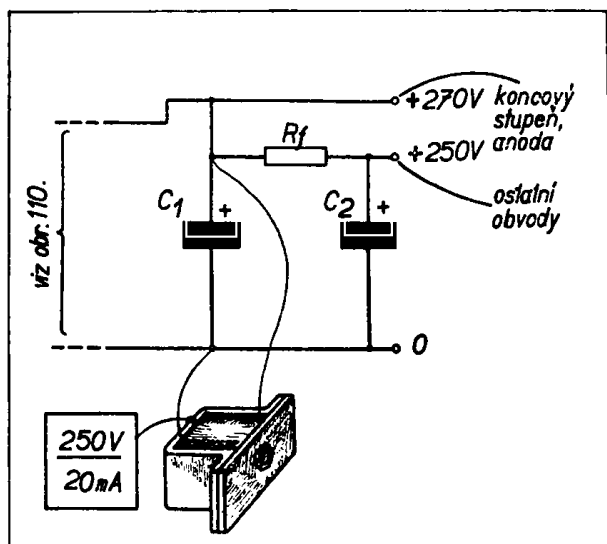 +270V koncový
stupeň,
anoda
Rf
+250V
C1 +
C2 +
ostatní
obvody
viz obr. 110.
0
250V
20mA